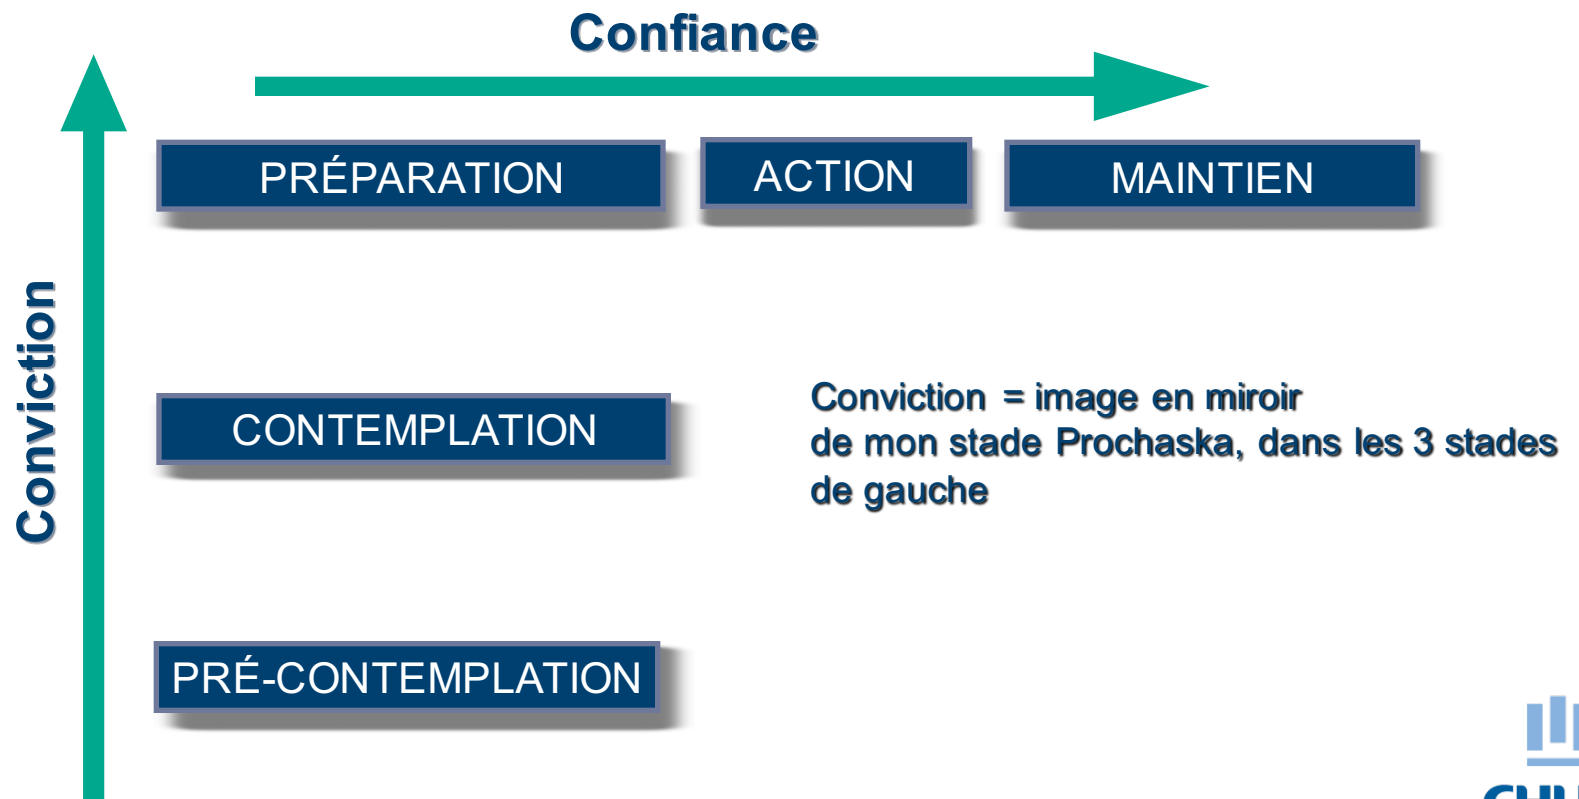 Confiance
PRÉPARATION
ACTION
MAINTIEN
Conviction
CONTEMPLATION
Conviction = image en miroir
de mon stade Prochaska, dans les 3 stades
de gauche
PRÉ-CONTEMPLATION